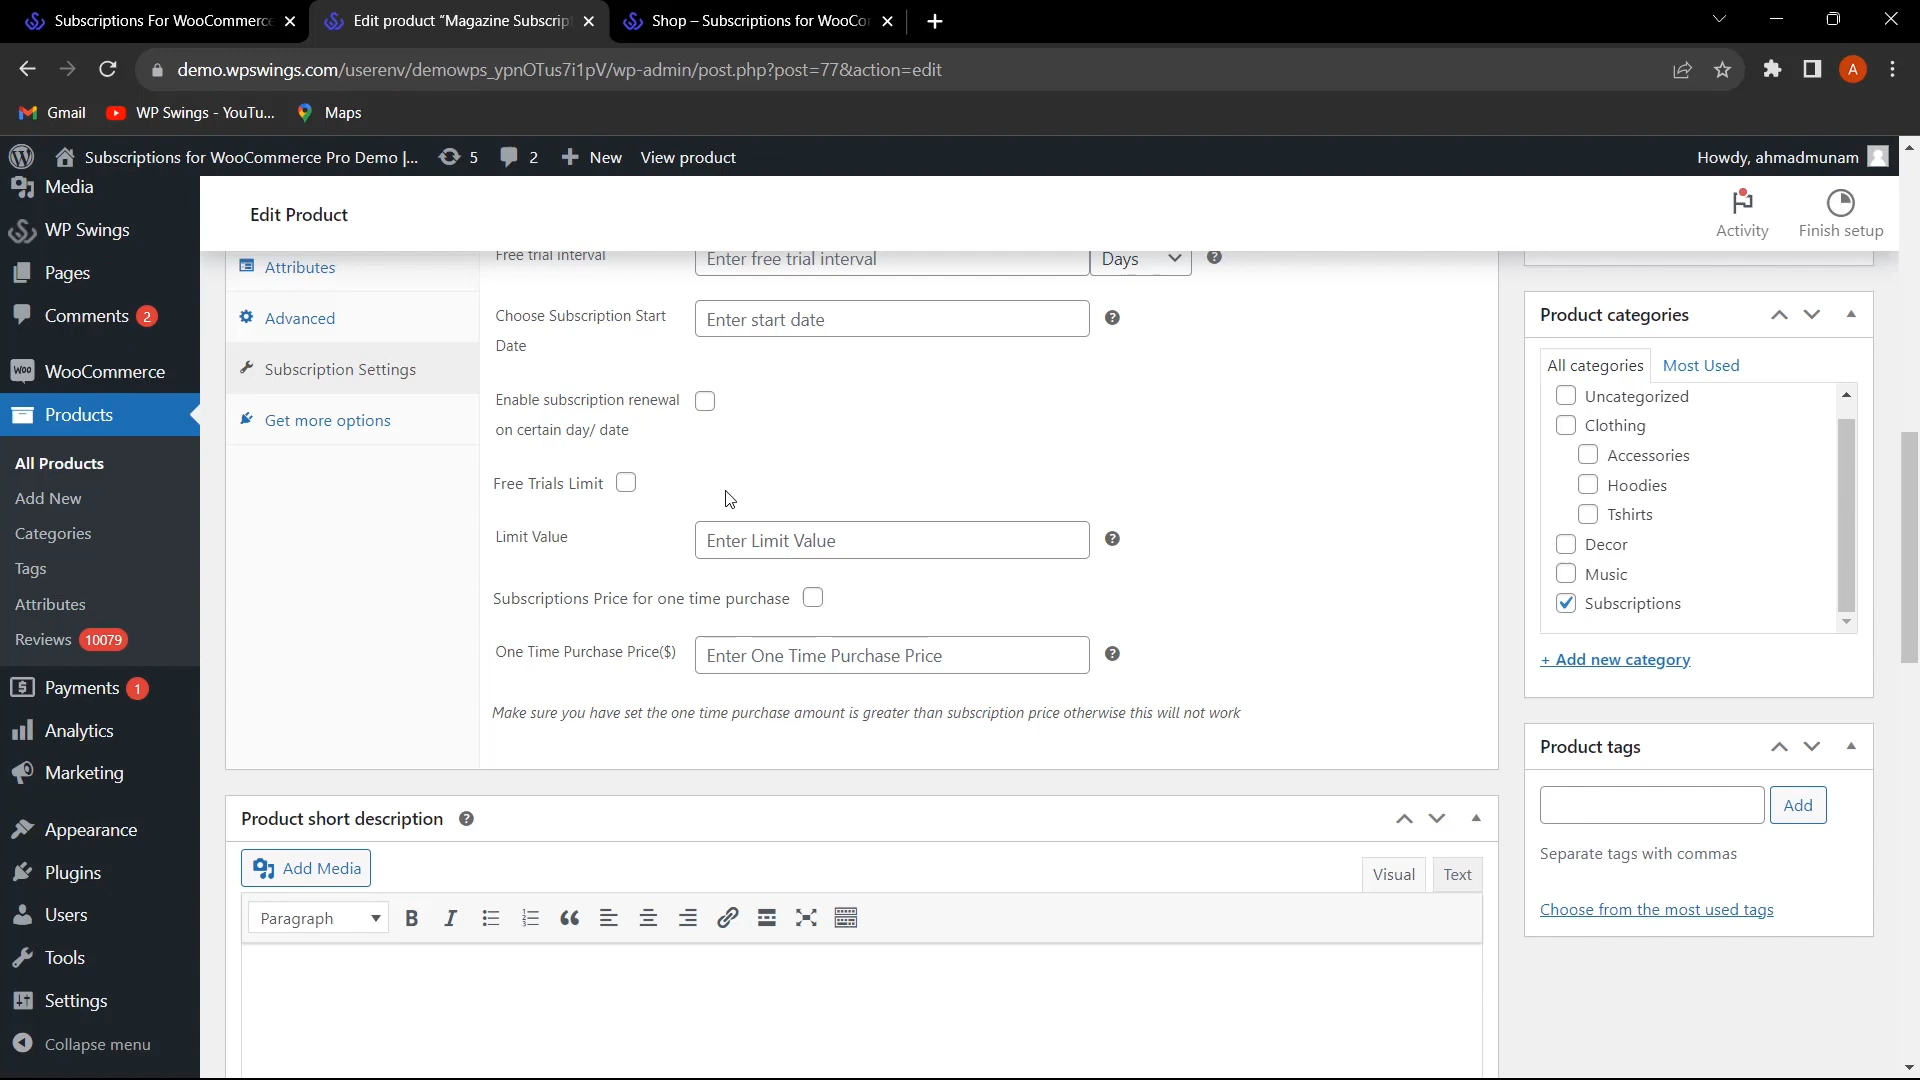 Subscriptions For WooCommerce
Edit product “Magazine Subscript
Shop – Subscriptions for WooCo
demo.wpswings.com/userenv/demowps_ypnOTus7i1pV/wp-admin/post.php?post=77&action=edit
A
Gmail
WP Swings - YouTu...
Maps
Subscriptions for WooCommerce Pro Demo |...
5
2
New
View product
Howdy, ahmadmunam
Media
WP Swings
Pages
Comments 2
WooCommerce
Products
All Products
Add New
Categories
Tags
Attributes
Reviews 10079
Payments 1
Analytics
Marketing
Appearance
Plugins
Users
Tools
Settings
Collapse menu
Edit Product
Activity
Finish setup
Attributes
Advanced
Subscription Settings
Get more options
Free trial interval
Enter free trial interval
Days
Choose Subscription Start
Date
Enter start date
Enable subscription renewal
on certain day/ date
Free Trials Limit
Limit Value
Enter Limit Value
Subscriptions Price for one time purchase
One Time Purchase Price($)
Enter One Time Purchase Price
Make sure you have set the one time purchase amount is greater than subscription price otherwise this will not work
Product short description
Add Media
Visual
Text
Paragraph
Product categories
All categories
Most Used
Uncategorized
Clothing
Accessories
Hoodies
Tshirts
Decor
Music
Subscriptions
+ Add new category
Product tags
Add
Separate tags with commas
Choose from the most used tags